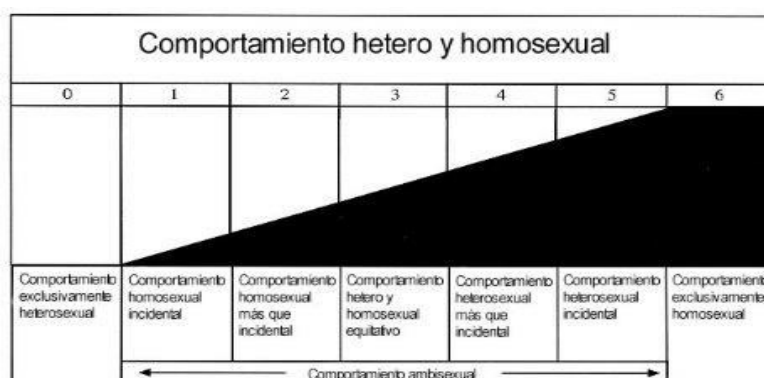 Comportamiento hetero y homosexual
0 1 2 3 4 5 6
Comportamiento
exclusivamente
heterosexual
Comportamiento
homosexual
incidental
Comportamiento
homosexual
más que
incidental
Comportamiento
hetero y
homosexual
equitativo
Comportamiento
heterosexual
más que
incidental
Comportamiento
heterosexual
incidental
Comportamiento
exclusivamente
homosexual
Comportamiento ambisexual